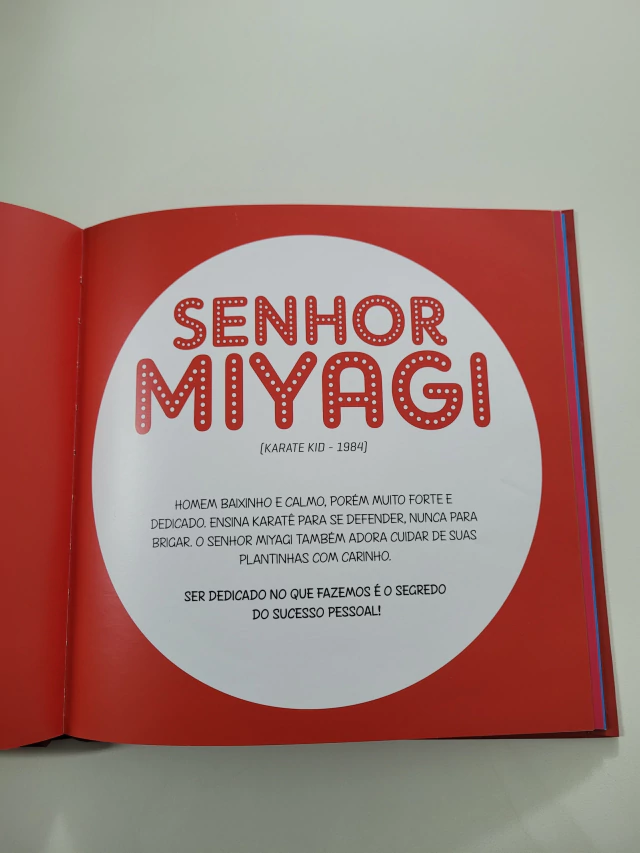 SENHOR
MIYAGI
(KARATE KID - 1984)
HOMEM BAIXINHO E CALMO, PORÉM MUITO FORTE E
DEDICADO. ENSINA KARATÊ PARA SE DEFENDER, NUNCA PARA
BRIGAR. O SENHOR MIYAGI TAMBÉM ADORA CUIDAR DE SUAS
PLANTINHAS COM CARINHO.
SER DEDICADO NO QUE FAZEMOS É O SEGREDO
DO SUCESSO PESSOAL!